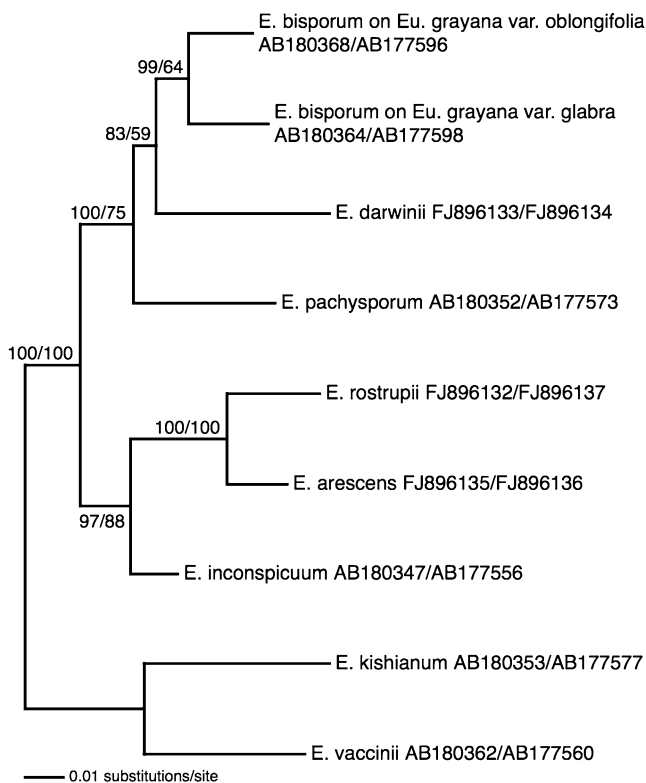 E. bisporum on Eu. grayana var. oblongifolia
AB180368/AB177596
99/64
E. bisporum on Eu. grayana var. glabra
AB180364/AB177598
83/59
E. darwinii FJ896133/FJ896134
100/75
E. pachysporum AB180352/AB177573
100/100
E. rostrupii FJ896132/FJ896137
100/100
E. arescens FJ896135/FJ896136
97/88
E. inconspicuum AB180347/AB177556
E. kishianum AB180353/AB177577
E. vaccinii AB180362/AB177560
0.01 substitutions/site